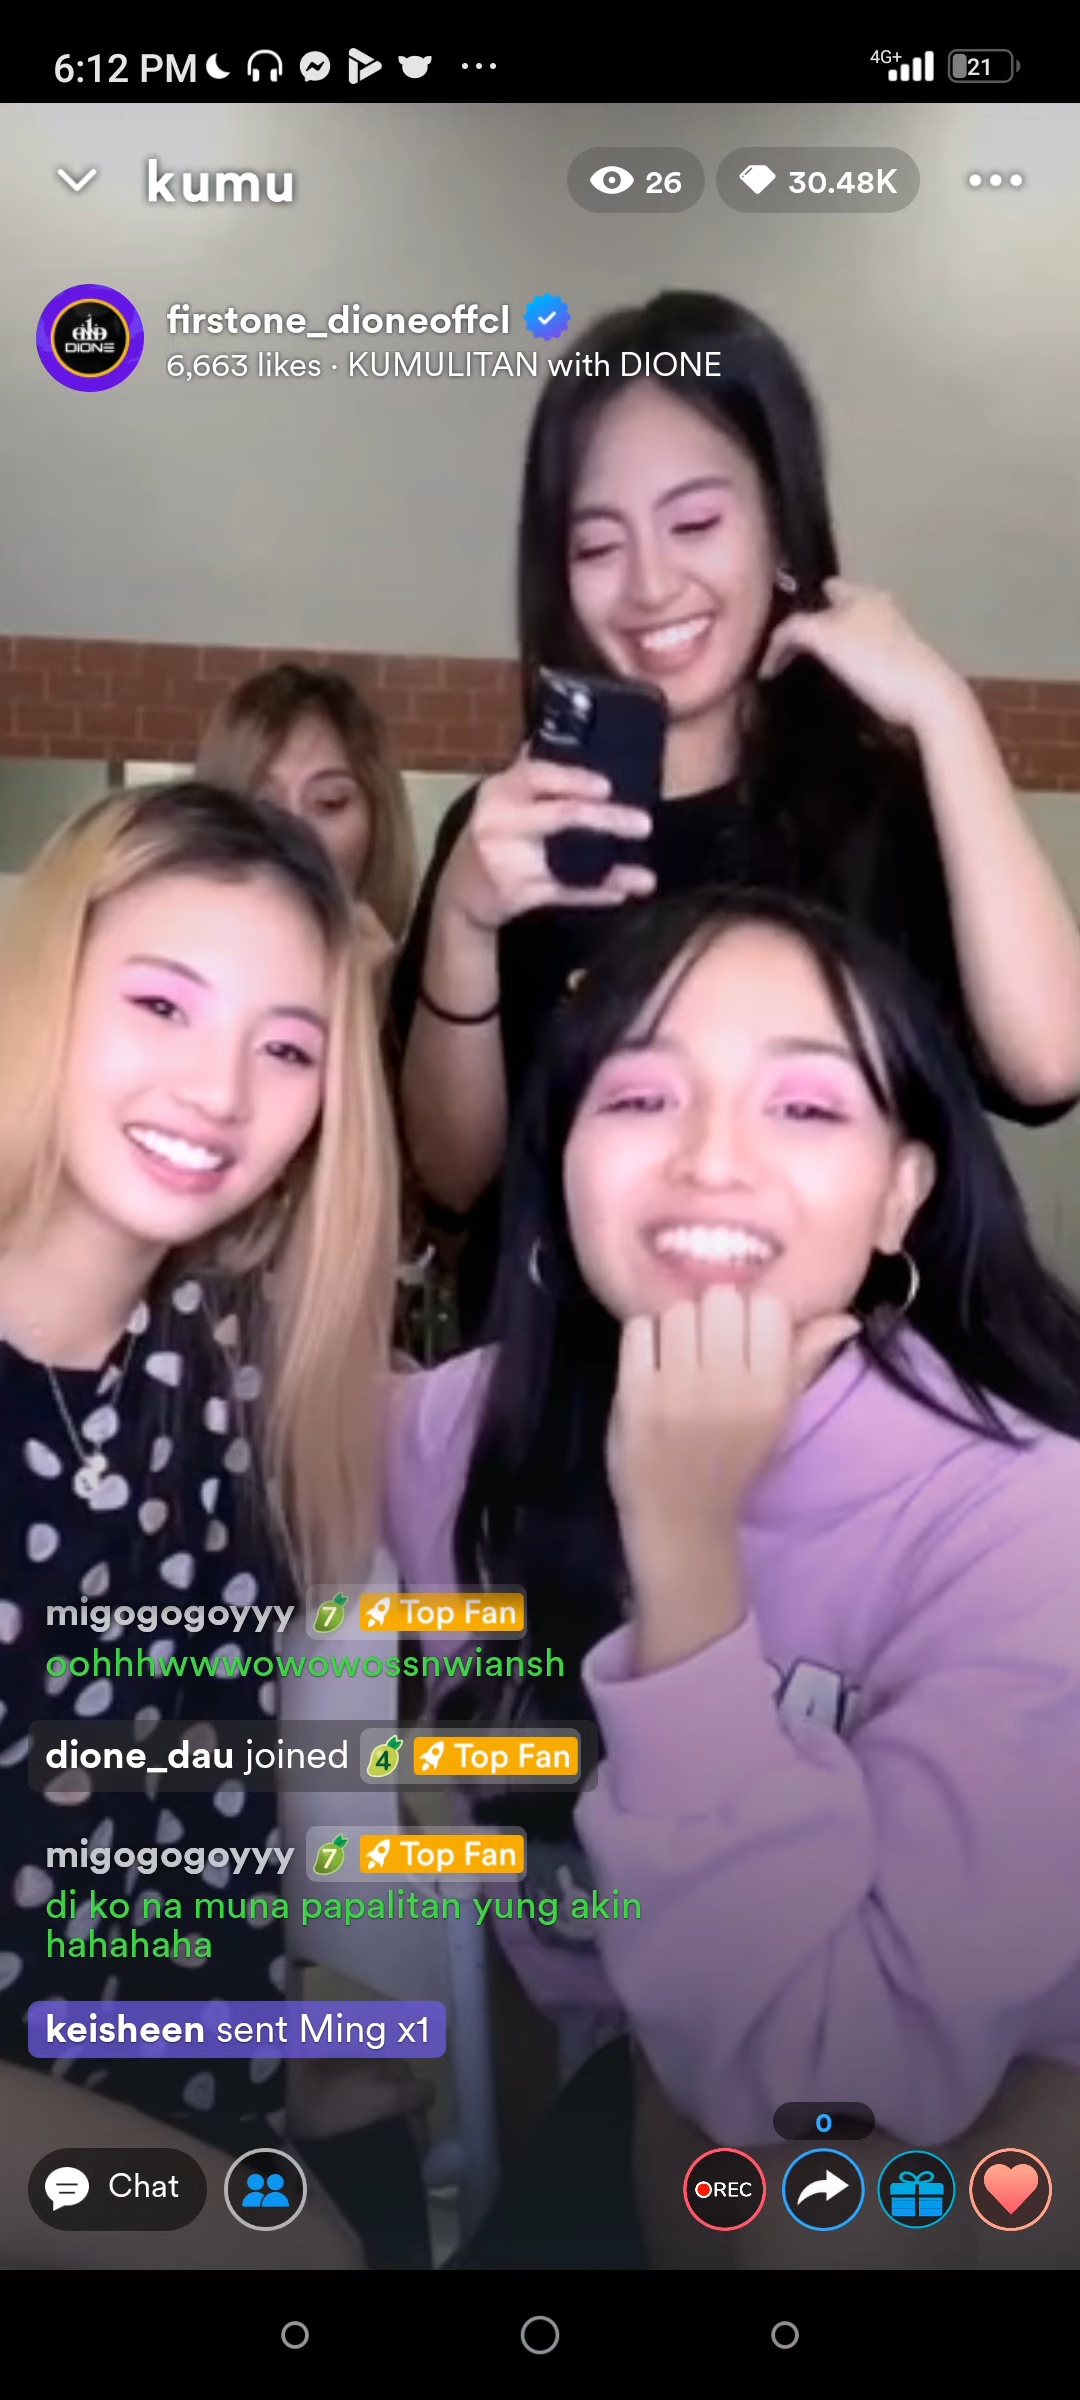 6:12 PM
4G+
21
kumu
26
30.48K
firstone_dioneoffcl
DIONE
6,663 likes · KUMULITAN with DIONE
migogogoyyy 7 Top Fan
oohhhwwwowowossnwiansh
dione_dau joined 4 Top Fan
migogogoyyy 7 Top Fan
di ko na muna papalitan yung akin
hahahaha
keisheen sent Ming x1
0
Chat
REC